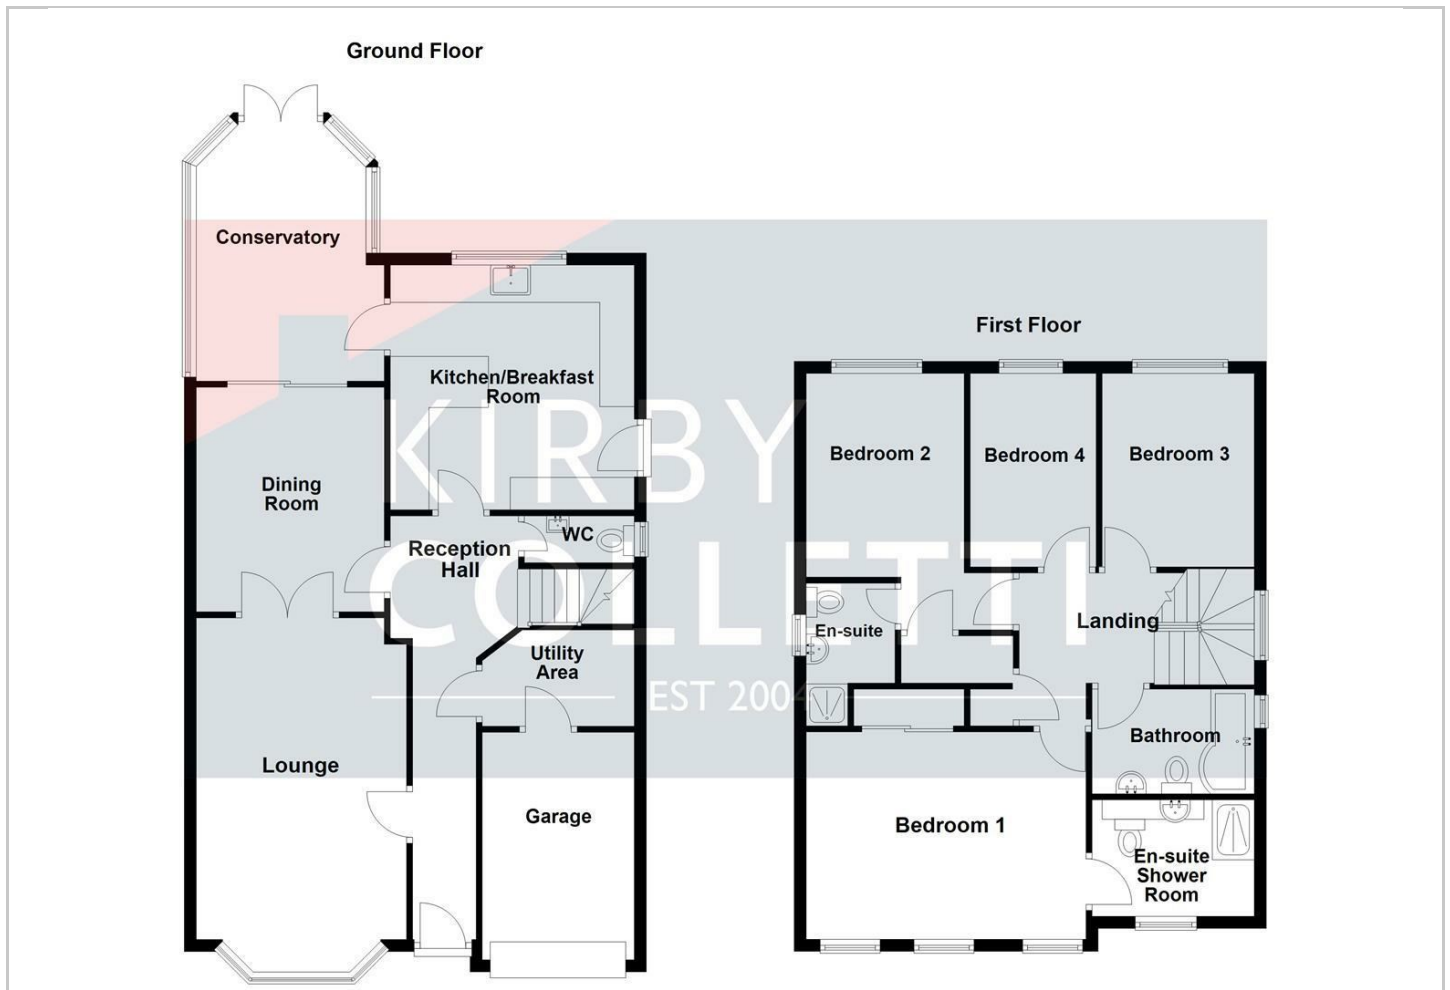 Ground Floor
Conservatory
Kitchen/Breakfast
Room
Dining
Room
Reception
Hall
WC
Utility
Area
Lounge
Garage
First Floor
Bedroom 2
Bedroom 4
Bedroom 3
En-suite
Landing
Bathroom
Bedroom 1
En-suite
Shower
Room
KIRBY
COLLETTI
EST 2004